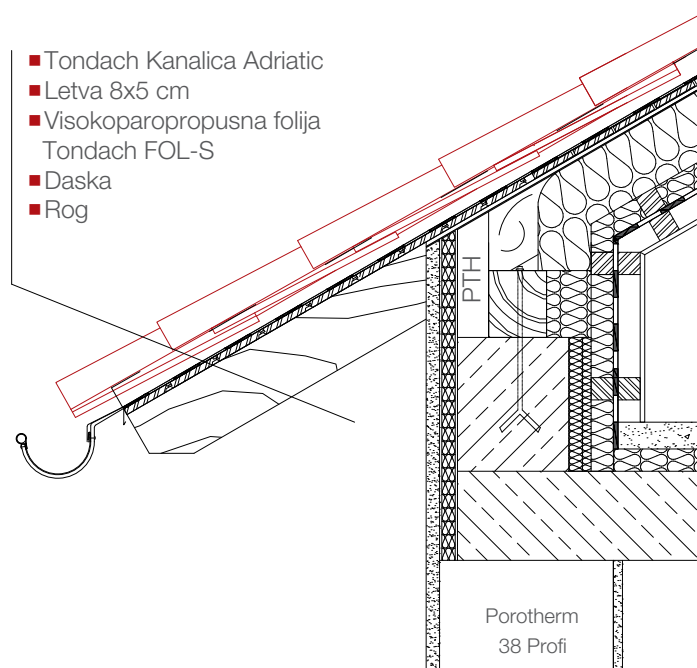 Tondach Kanalica Adriatic
Letva 8x5 cm
Visokoparopropusna folija
Tondach FOL-S
Daska
Rog
PTH
Porotherm
38 Profi